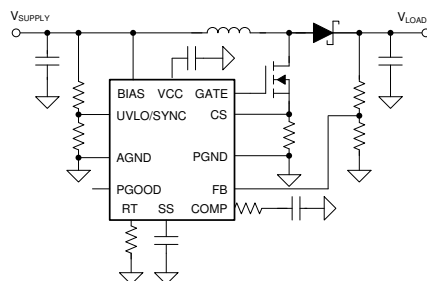 VSUPPLY
VLOAD
BIAS VCC GATE
UVLO/SYNC CS
AGND PGND
PGOOD FB
RT SS COMP